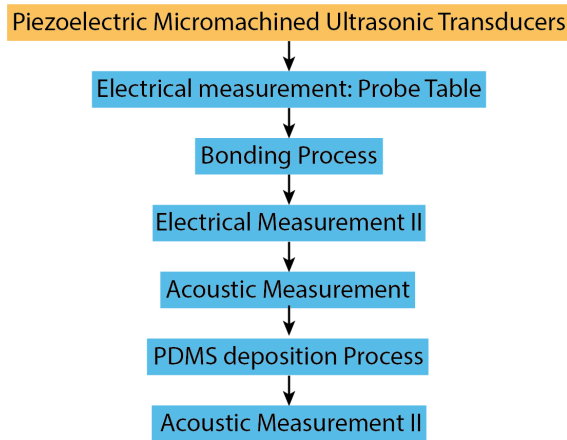 Piezoelectric Micromachined Ultrasonic Transducers
Electrical measurement: Probe Table
Bonding Process
Electrical Measurement II
Acoustic Measurement
PDMS deposition Process
Acoustic Measurement II